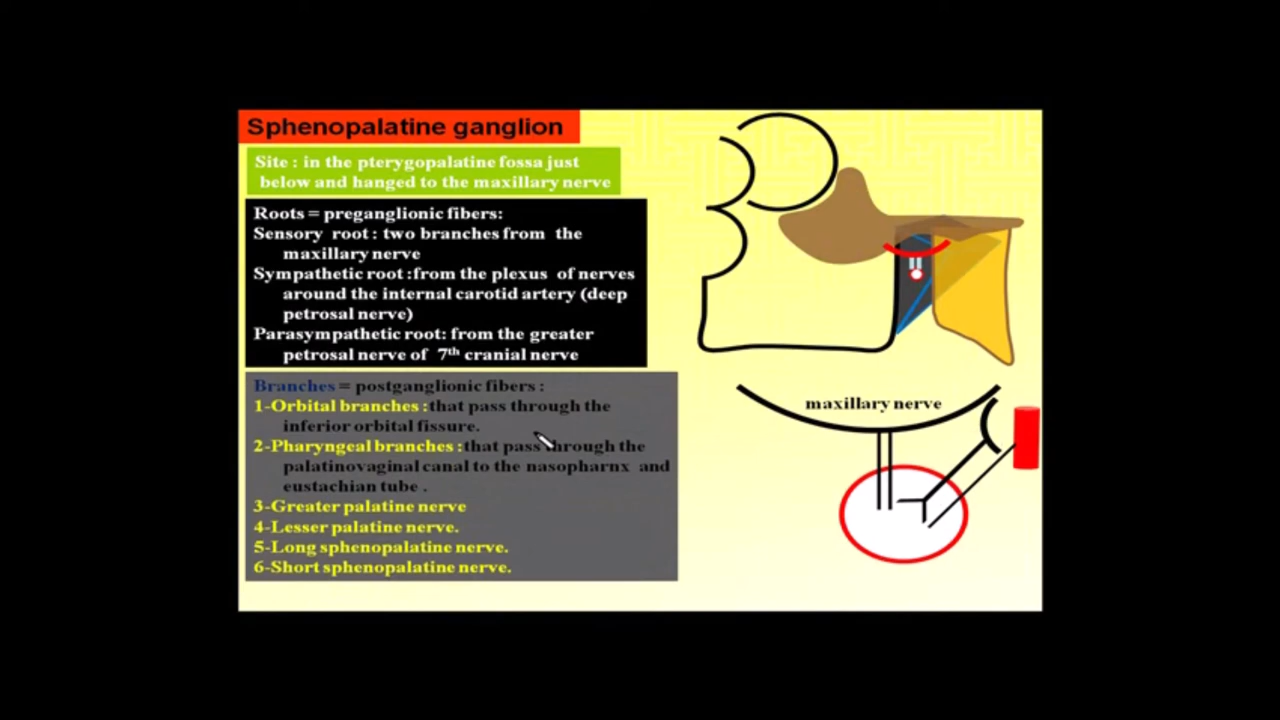 Sphenopalatine ganglion
Site : in the pterygopalatine fossa just
below and hanged to the maxillary nerve
Roots = preganglionic fibers:
Sensory root : two branches from the
maxillary nerve
Sympathetic root :from the plexus of nerves
around the internal carotid artery (deep
petrosal nerve)
Parasympathetic root: from the greater
petrosal nerve of 7th cranial nerve
Branches = postganglionic fibers :
1-Orbital branches :that pass through the
inferior orbital fissure.
2-Pharyngeal branches :that pass through the
palatinovaginal canal to the nasopharnx and
eustachian tube .
3-Greater palatine nerve
4-Lesser palatine nerve.
5-Long sphenopalatine nerve.
6-Short sphenopalatine nerve.
maxillary nerve